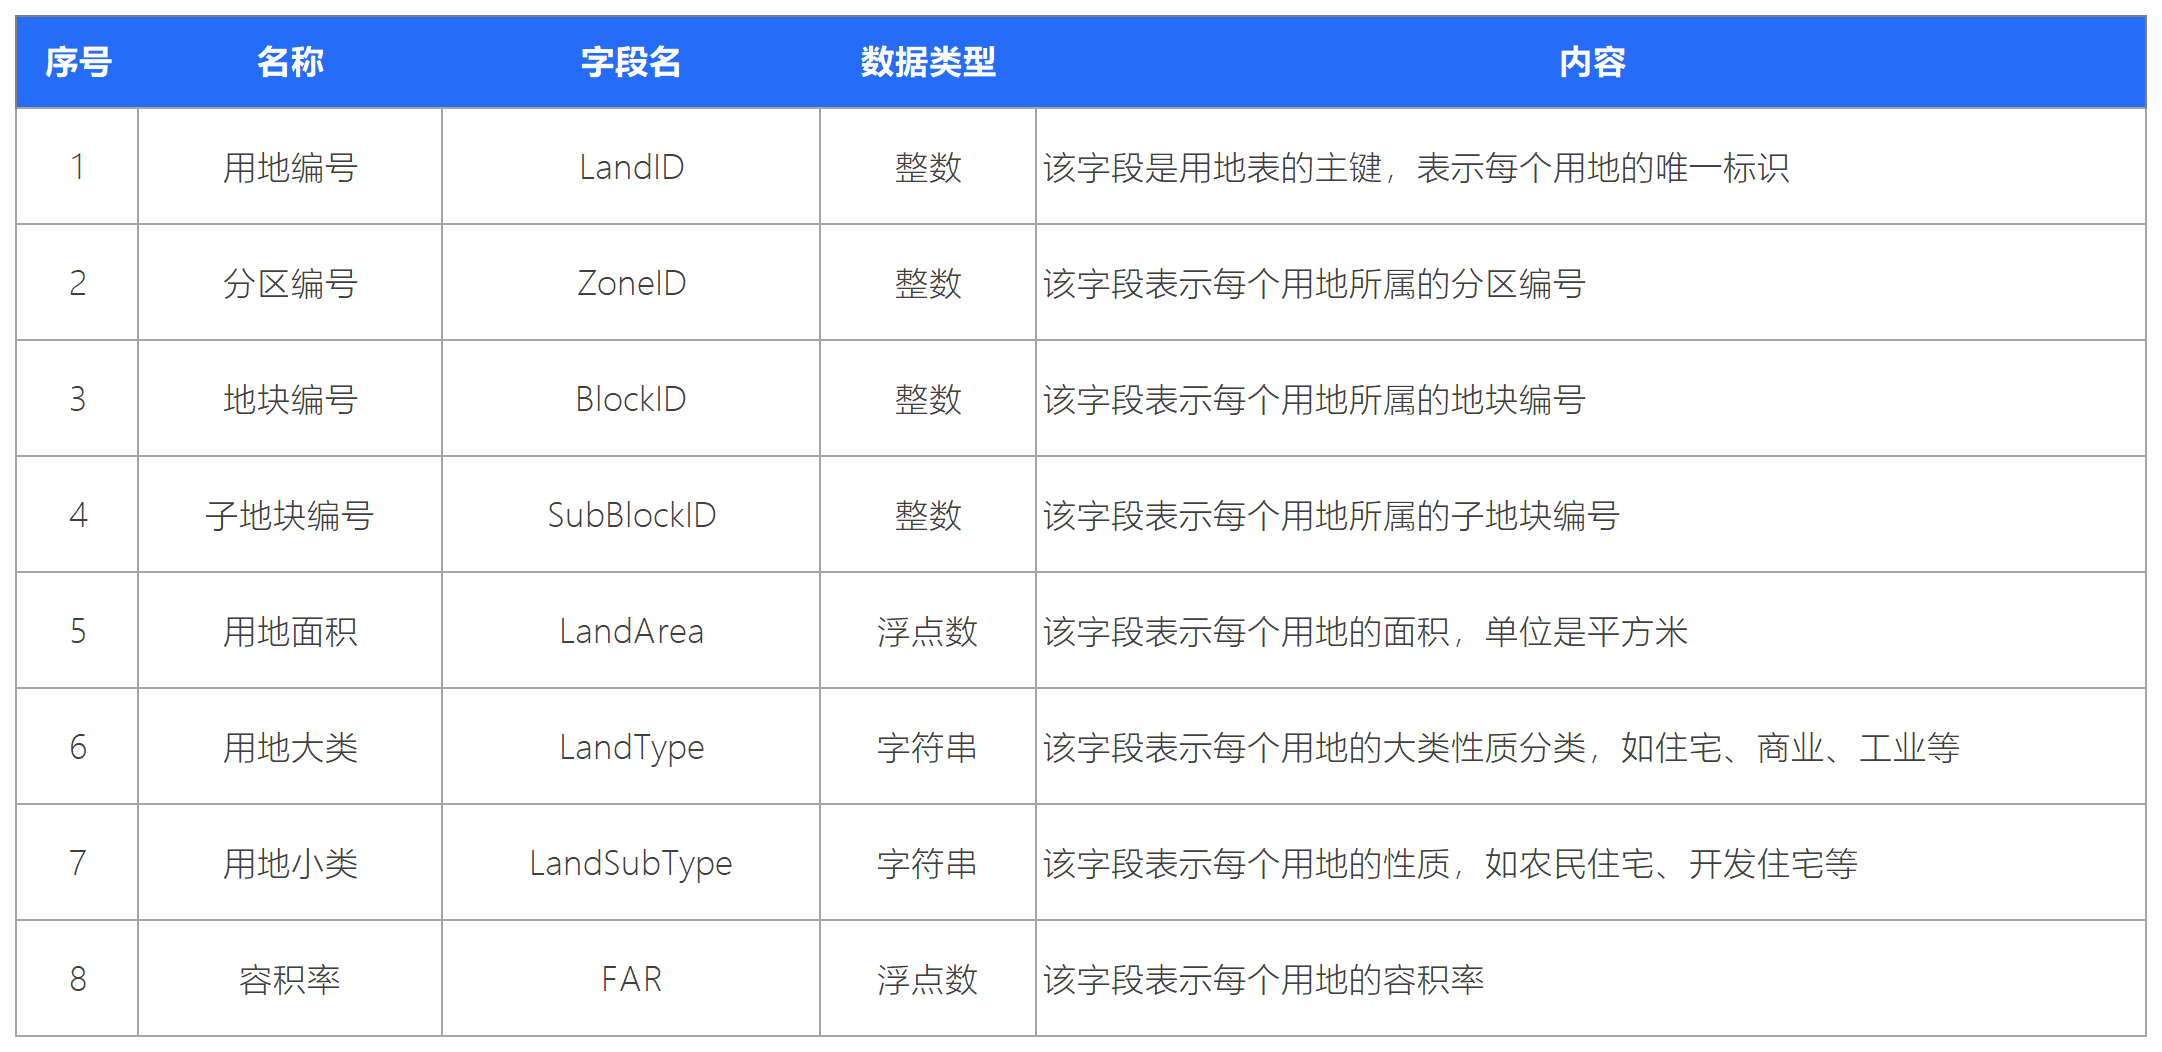 序号 名称 字段名 数据类型 内容
1 用地编号 LandID 整数 该字段是用地表的主键，表示每个用地的唯一标识
2 分区编号 ZoneID 整数 该字段表示每个用地所属的分区编号
3 地块编号 BlockID 整数 该字段表示每个用地所属的地块编号
4 子地块编号 SubBlockID 整数 该字段表示每个用地所属的子地块编号
5 用地面积 LandArea 浮点数 该字段表示每个用地的面积，单位是平方米
6 用地大类 LandType 字符串 该字段表示每个用地的大类性质分类，如住宅、商业、工业等
7 用地小类 LandSubType 字符串 该字段表示每个用地的性质，如农民住宅、开发住宅等
8 容积率 FAR 浮点数 该字段表示每个用地的容积率